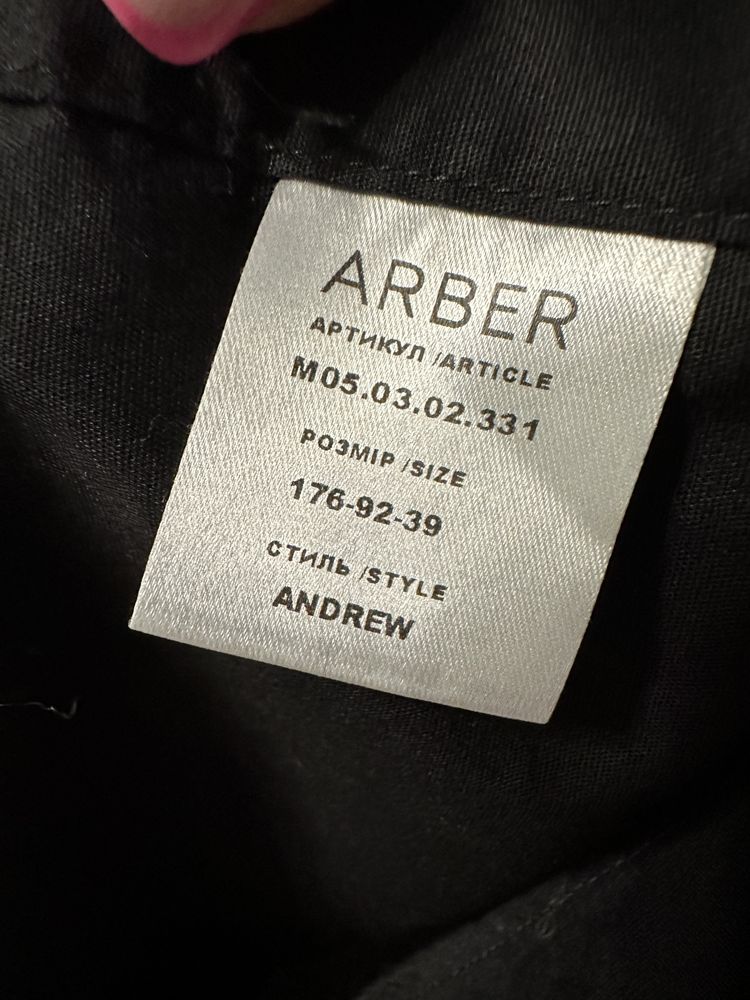 ARBER
АРТИКУЛ /ARTICLE
M05.03.02.331
РОЗМІР /SIZE
176-92-39
СТИЛЬ /STYLE
ANDREW